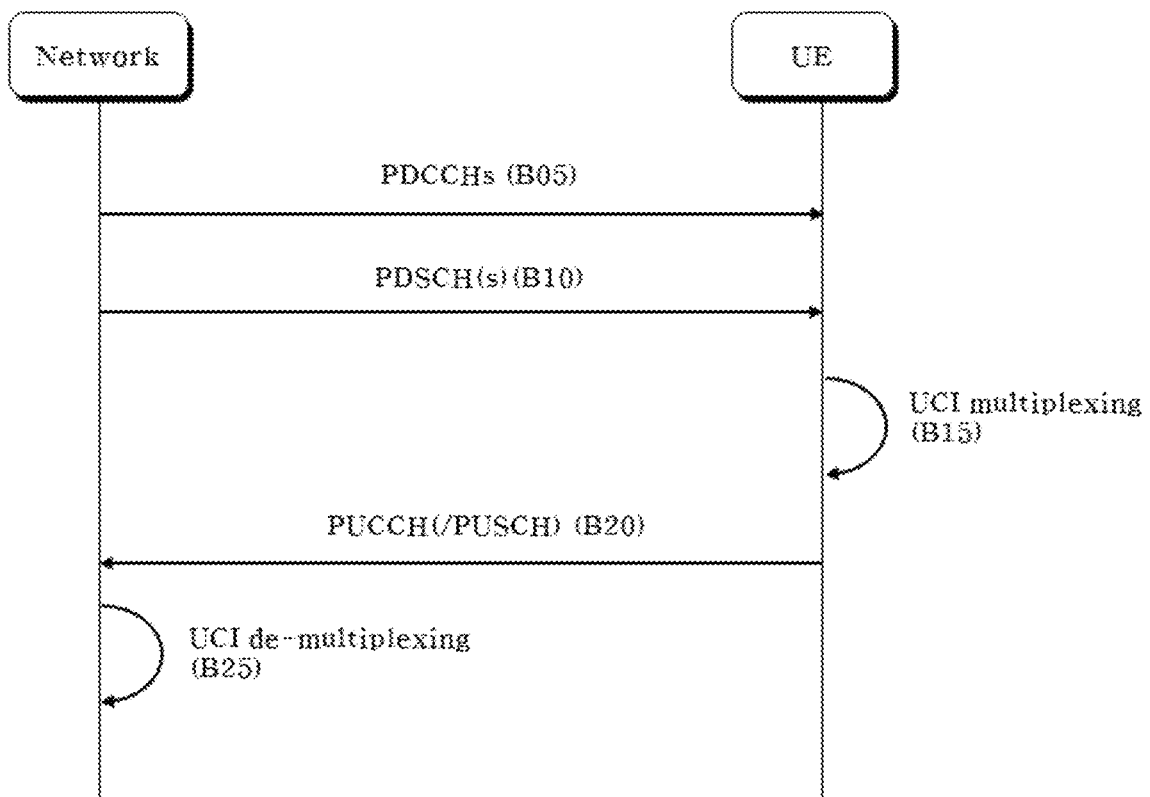 Network
UE
PDCCHs (B05)
PDSCH(s)(B10)
UCI multiplexing
(B15)
PUCCH(/PUSCH) (B20)
UCI de-multiplexing
(B25)